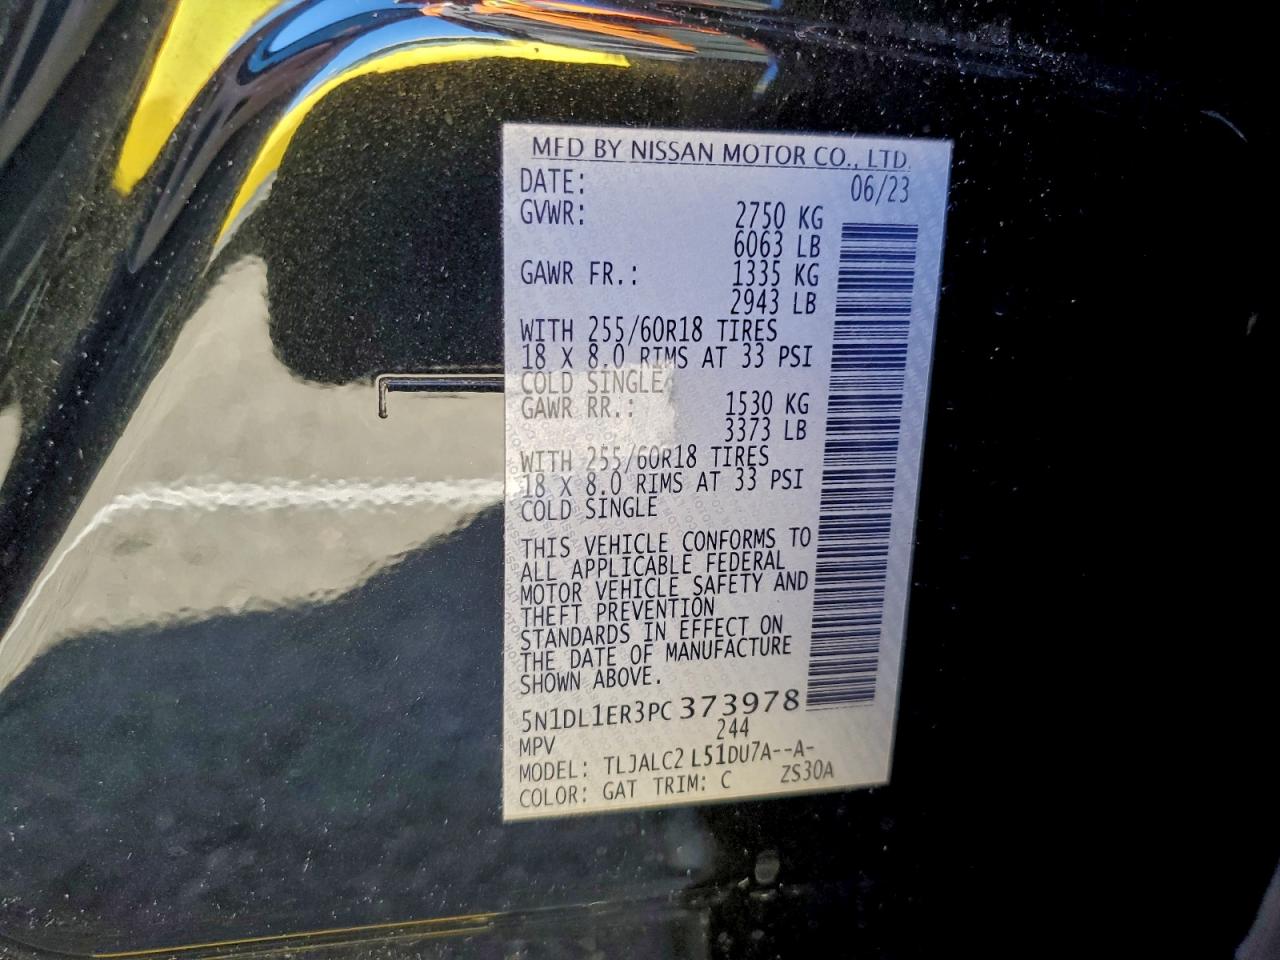 MFD BY NISSAN MOTOR CO., LTD.
DATE: 06/23
GVWR: 2750 KG
6063 LB
GAWR FR.: 1335 KG
2943 LB
WITH 255/60R18 TIRES
18 X 8.0 RIMS AT 33 PSI
COLD SINGLE
GAWR RR.: 1530 KG
3373 LB
WITH 255/60R18 TIRES
18 X 8.0 RIMS AT 33 PSI
COLD SINGLE
THIS VEHICLE CONFORMS TO
ALL APPLICABLE FEDERAL
MOTOR VEHICLE SAFETY AND
THEFT PREVENTION
STANDARDS IN EFFECT ON
THE DATE OF MANUFACTURE
SHOWN ABOVE.
5N1DL1ER3PC 373978
MPV 244
MODEL: TLJALC2 L51DU7A--A-
COLOR: GAT TRIM: C ZS30A